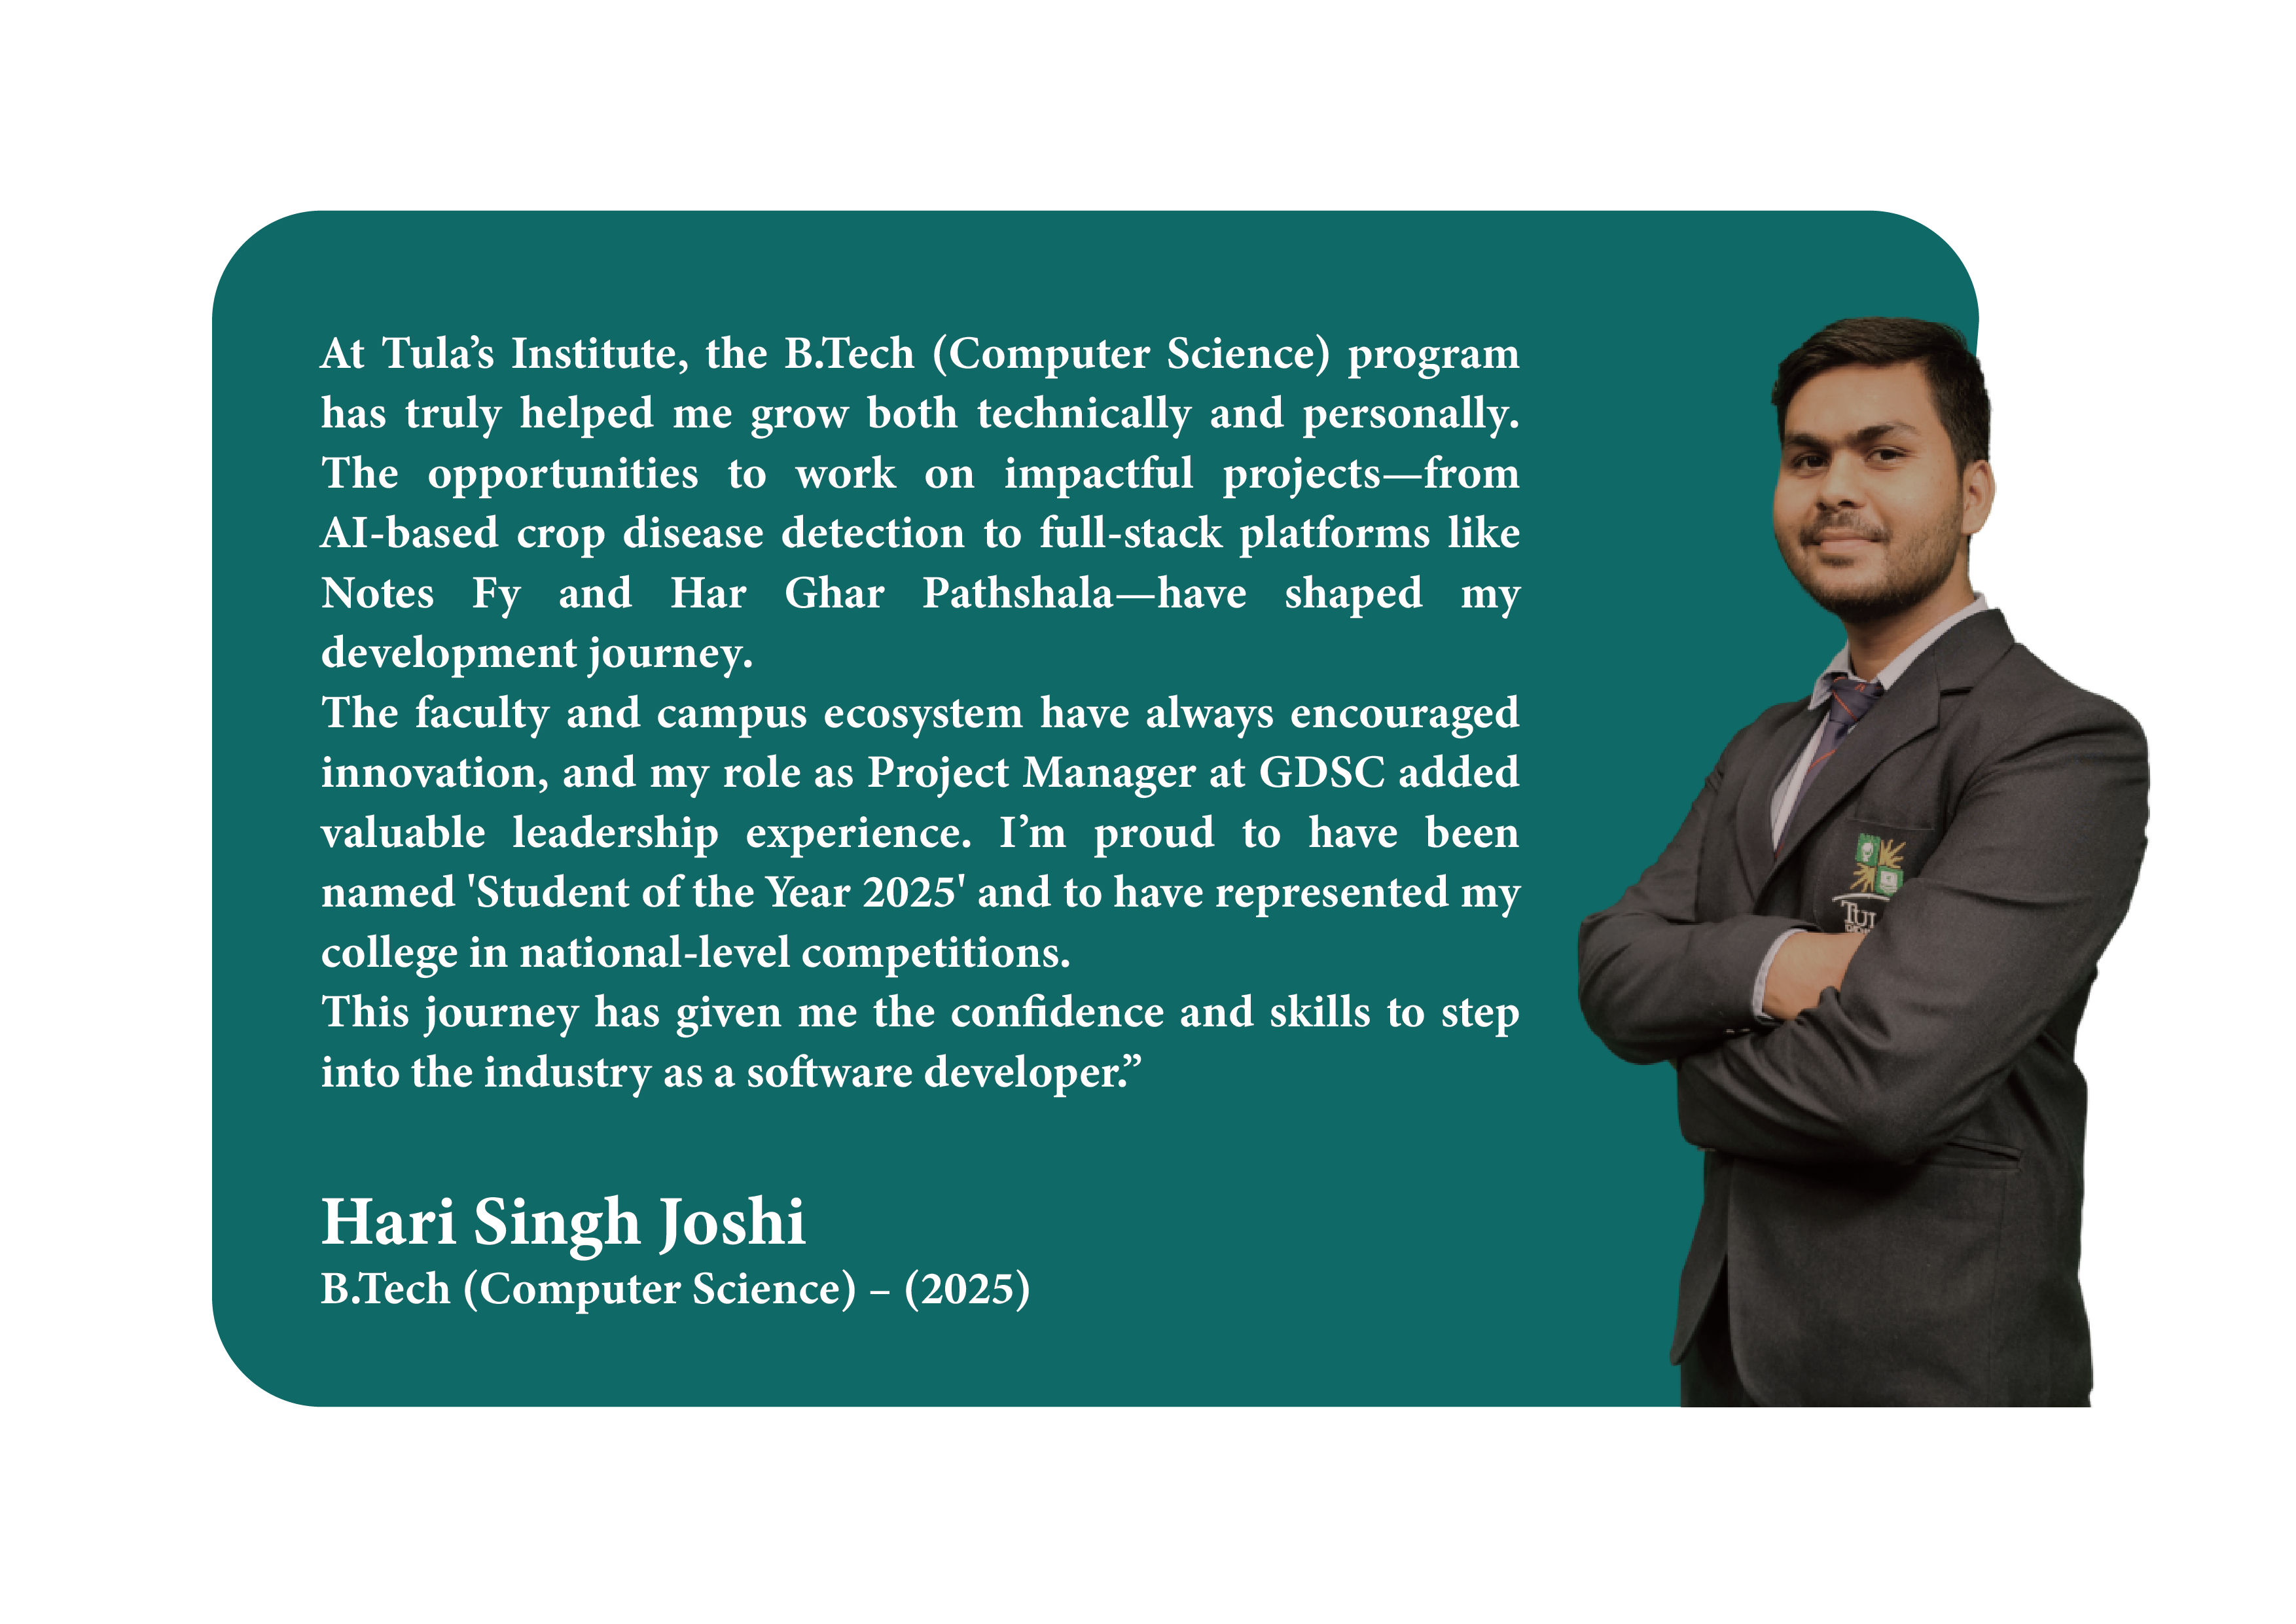 At Tula’s Institute, the B.Tech (Computer Science) program
has truly helped me grow both technically and personally.
The opportunities to work on impactful projects—from
AI-based crop disease detection to full-stack platforms like
Notes Fy and Har Ghar Pathshala—have shaped my
development journey.
The faculty and campus ecosystem have always encouraged
innovation, and my role as Project Manager at GDSC added
valuable leadership experience. I’m proud to have been
named 'Student of the Year 2025' and to have represented my
college in national-level competitions.
This journey has given me the confidence and skills to step
into the industry as a software developer.”
Hari Singh Joshi
B.Tech (Computer Science) – (2025)